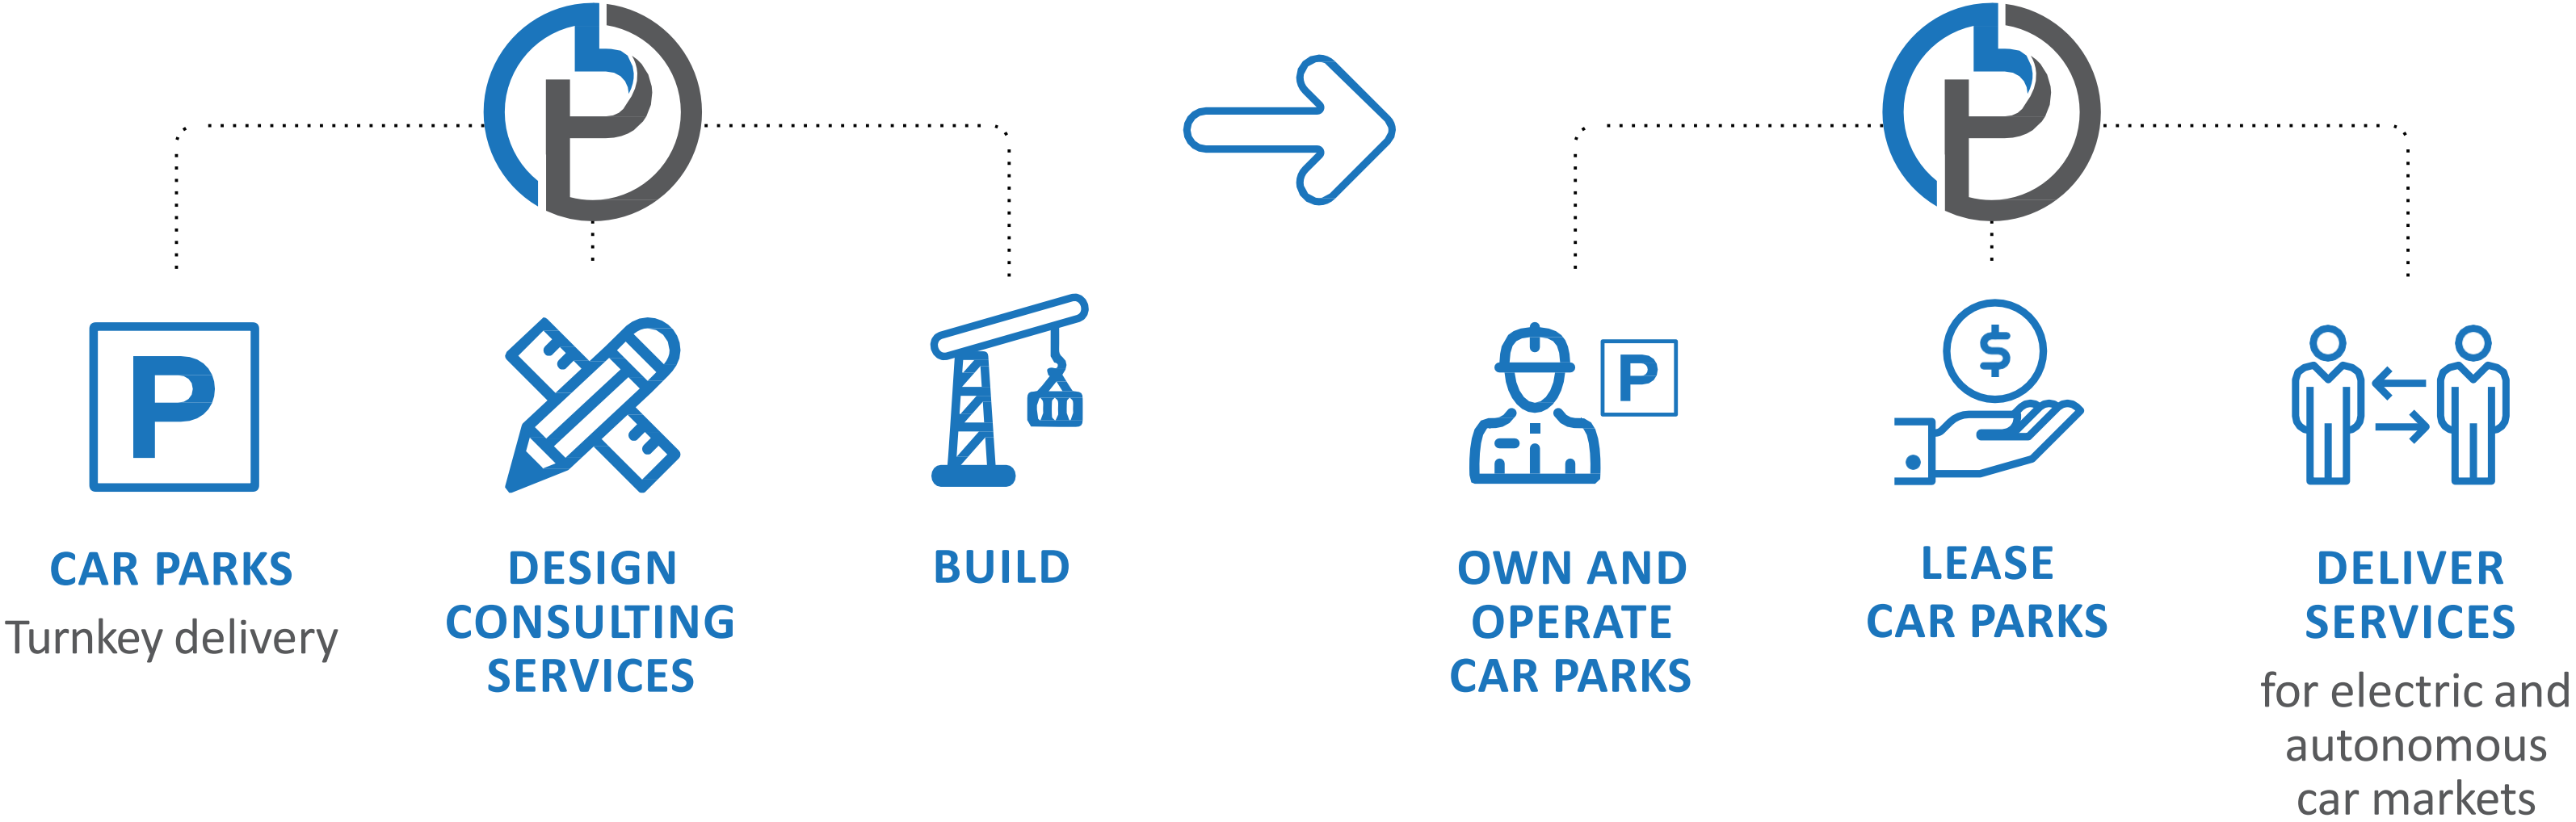 P
CAR PARKS
Turnkey delivery
DESIGN
CONSULTING
SERVICES
BUILD
P
OWN AND
OPERATE
CAR PARKS
$
LEASE
CAR PARKS
DELIVER
SERVICES
for electric and
autonomous
car markets